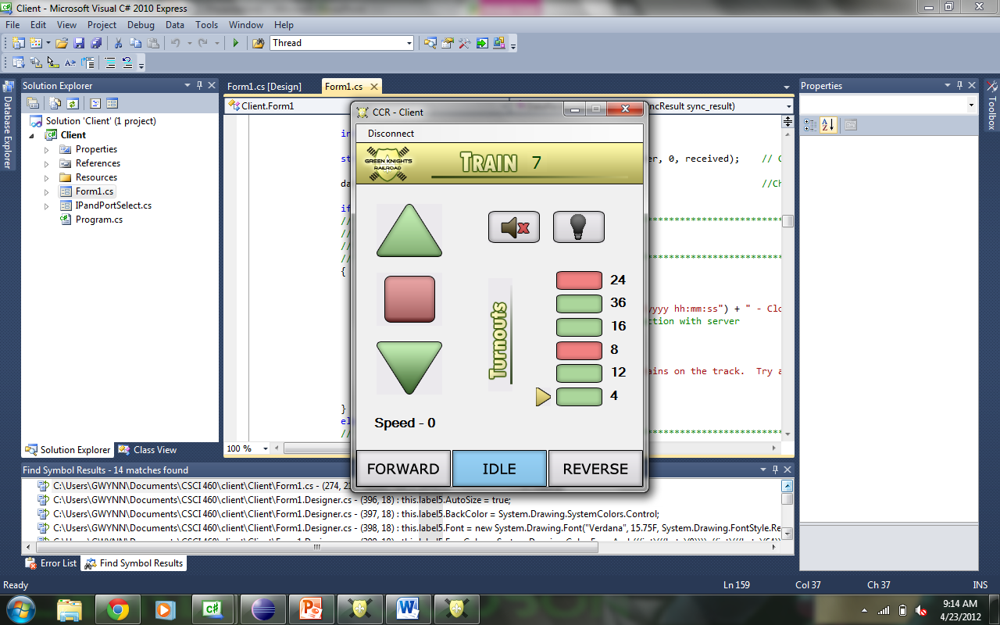 Client - Microsoft Visual C# 2010 Express
File Edit View Project Debug Data Tools Window Help
Thread
Database Explorer
Solution Explorer
Solution 'Client' (1 project)
Client
Properties
References
Resources
Form1.cs
IPandPortSelect.cs
Program.cs
Solution Explorer Class View
Form1.cs [Design] Form1.cs
Client.Form1
ncResult sync_result)
in
st
er, 0, received); // C
da
//Ch
if
//
//
//
//
{
yyyy hh:mm:ss") + " - Clo
ction with server
ains on the track. Try a
}
el
//
100 %
CCR - Client
Disconnect
GREEN KNIGHTS
RAILROAD
TRAIN 7
Turnouts
24
36
16
8
12
4
Speed - 0
FORWARD IDLE REVERSE
Properties
Toolbox
Find Symbol Results - 14 matches found
C:\Users\GWYNN\Documents\CSCI 460\client\Client\Form1.cs - (274, 2
C:\Users\GWYNN\Documents\CSCI 460\client\Client\Form1.Designer.cs - (396, 18) : this.label5.AutoSize = true;
C:\Users\GWYNN\Documents\CSCI 460\client\Client\Form1.Designer.cs - (397, 18) : this.label5.BackColor = System.Drawing.SystemColors.Control;
C:\Users\GWYNN\Documents\CSCI 460\client\Client\Form1.Designer.cs - (398, 18) : this.label5.Font = new System.Drawing.Font("Verdana", 15.75F, System.Drawing.FontStyle.Re
Error List Find Symbol Results
Ready Ln 159 Col 37 Ch 37 INS
9:14 AM
4/23/2012